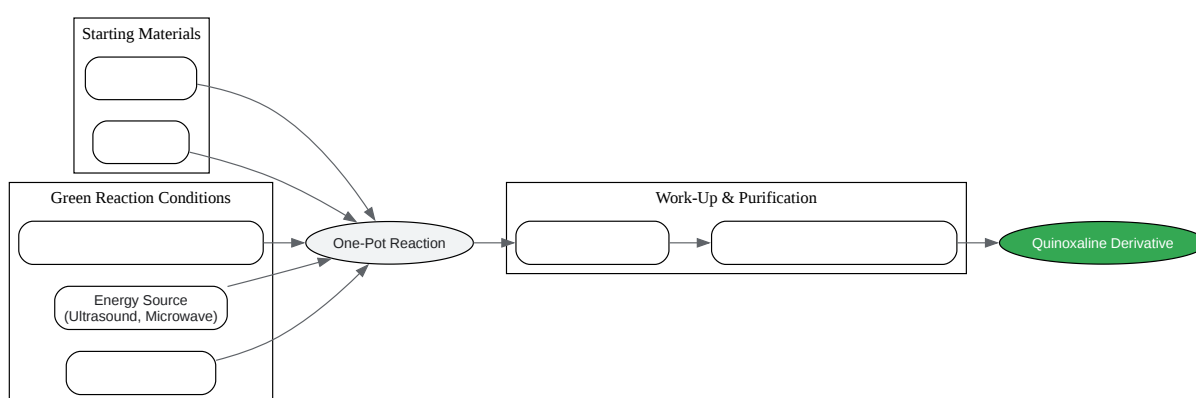 Starting Materials
Green Reaction Conditions
Energy Source
(Ultrasound, Microwave)
One-Pot Reaction
Work-Up & Purification
Quinoxaline Derivative